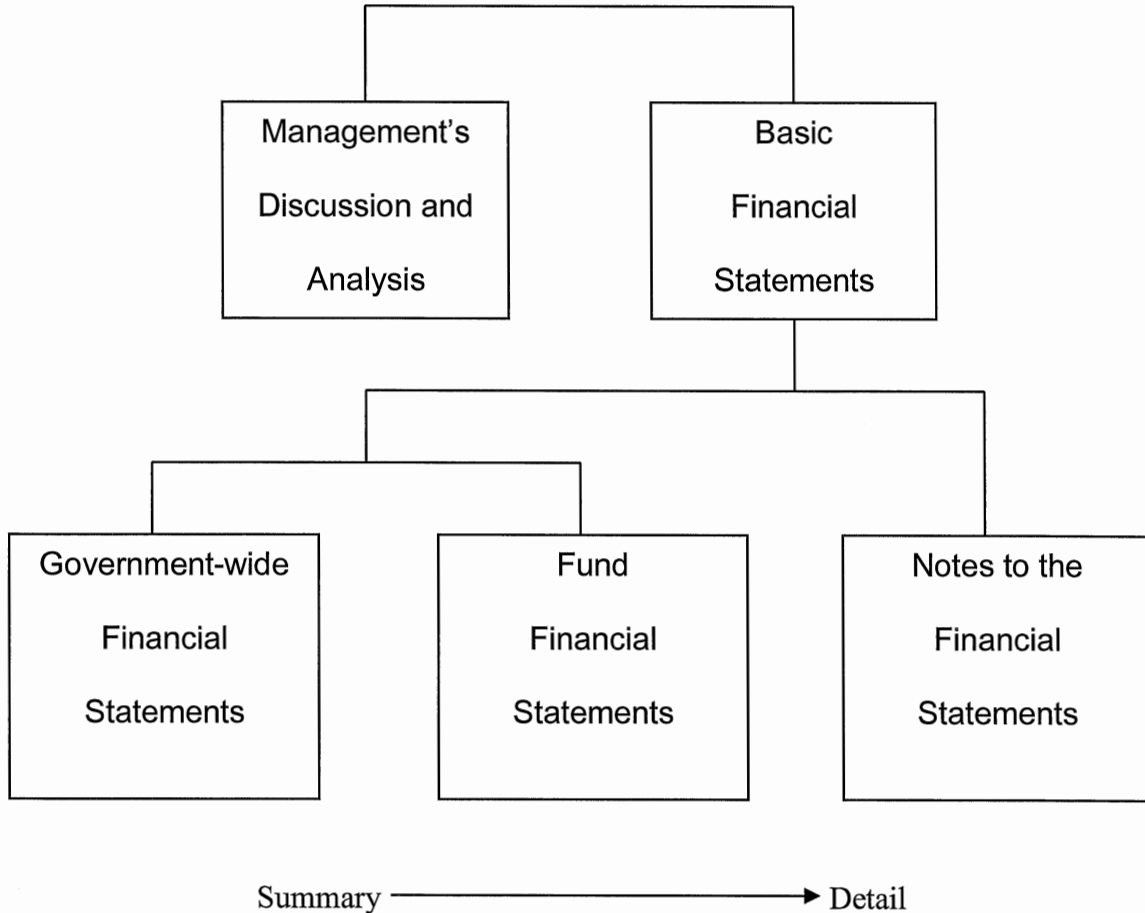 Management's
Discussion and
Analysis
Basic
Financial
Statements
Government-wide
Financial
Statements
Fund
Financial
Statements
Notes to the
Financial
Statements
Summary
Detail